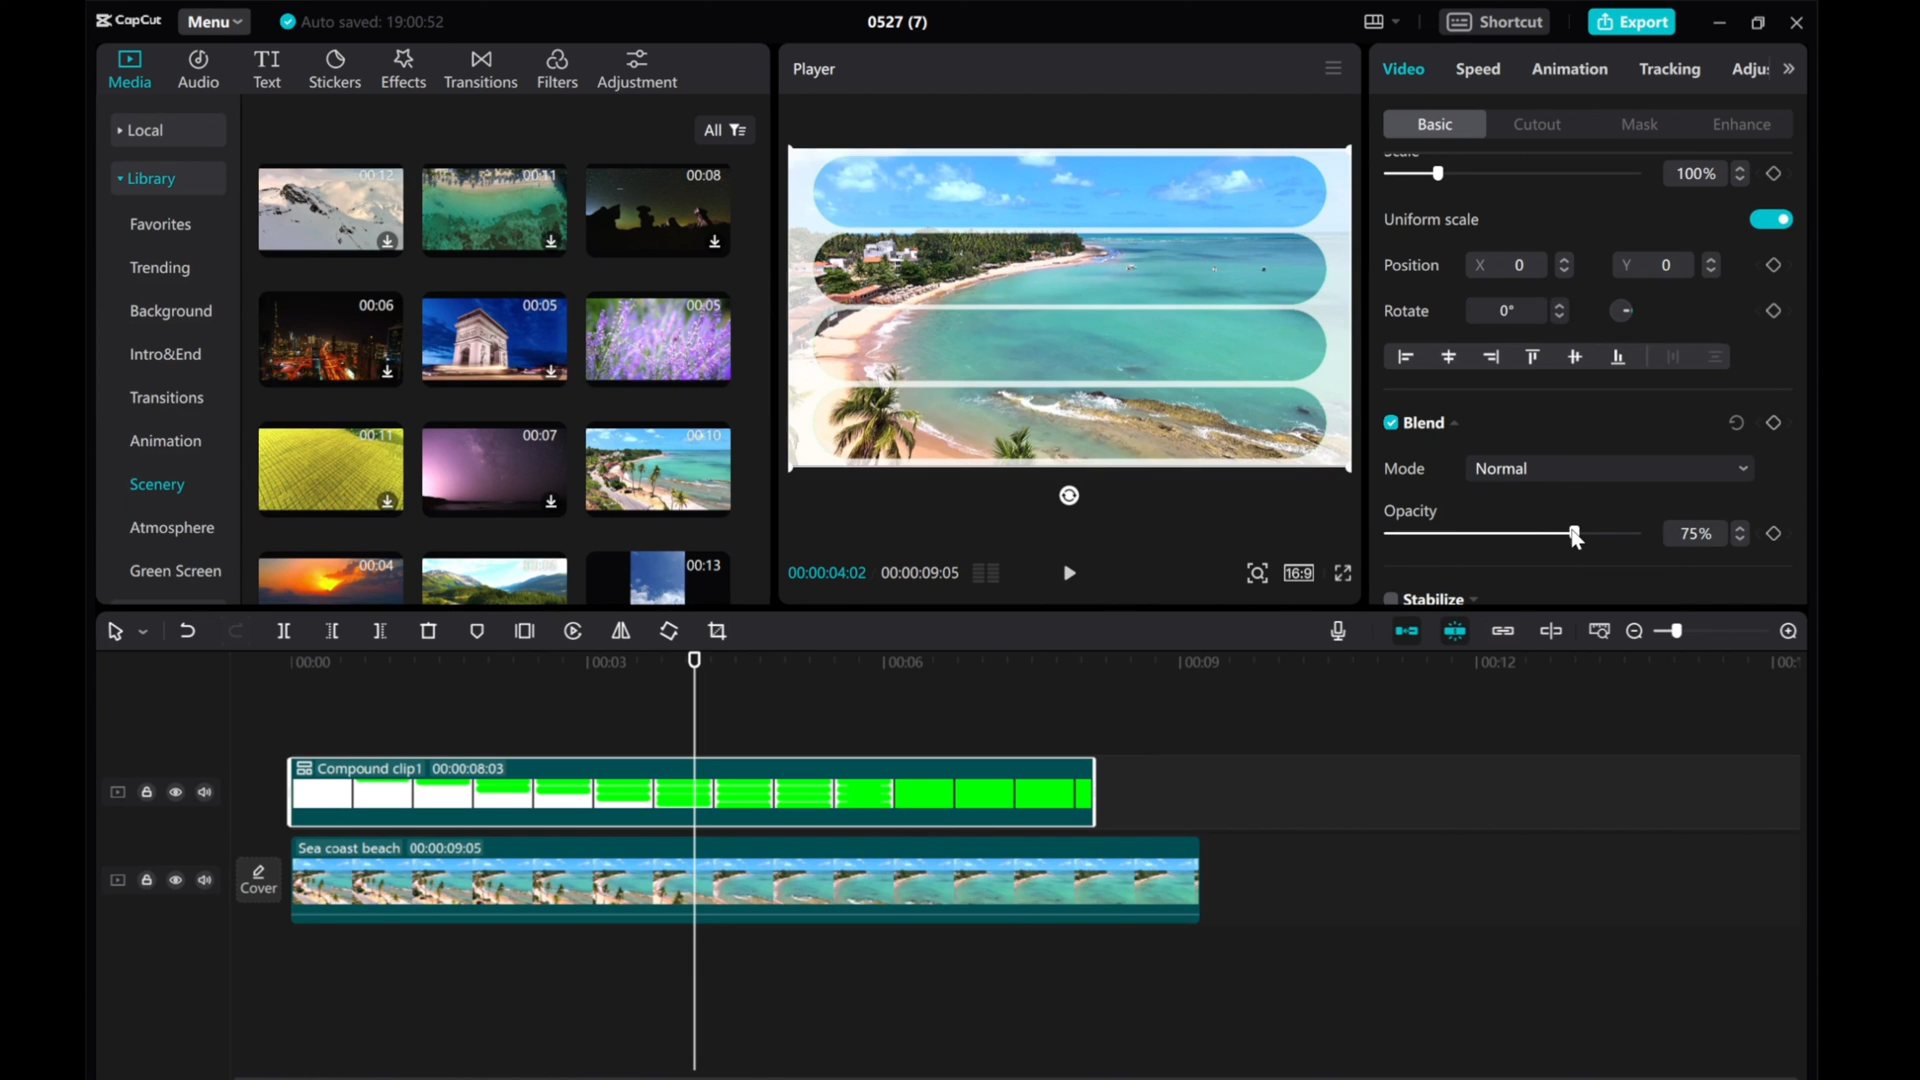 CapCut
Menu
Auto saved: 19:00:52
0527 (7)
Shortcut
Export
Media
Audio
TI
Text
Stickers
Effects
Transitions
Filters
Adjustment
Player
Video
Speed
Animation
Tracking
Adju
Local
Library
Favorites
Trending
Background
Intro&End
Transitions
Animation
Scenery
Atmosphere
Green Screen
All
00:12
00:11
00:08
00:06
00:05
00:05
00:11
00:07
00:10
00:04
00:13
00:00:04:02
00:00:09:05
16:9
Basic
Cutout
Mask
Enhance
Scale
100%
Uniform scale
Position
X 0
Y 0
Rotate
0°
Blend
Mode
Normal
Opacity
75%
Stabilize
00:00
00:03
00:06
00:09
00:12
Compound clip1 00:00:08:03
Cover
Sea coast beach 00:00:09:05